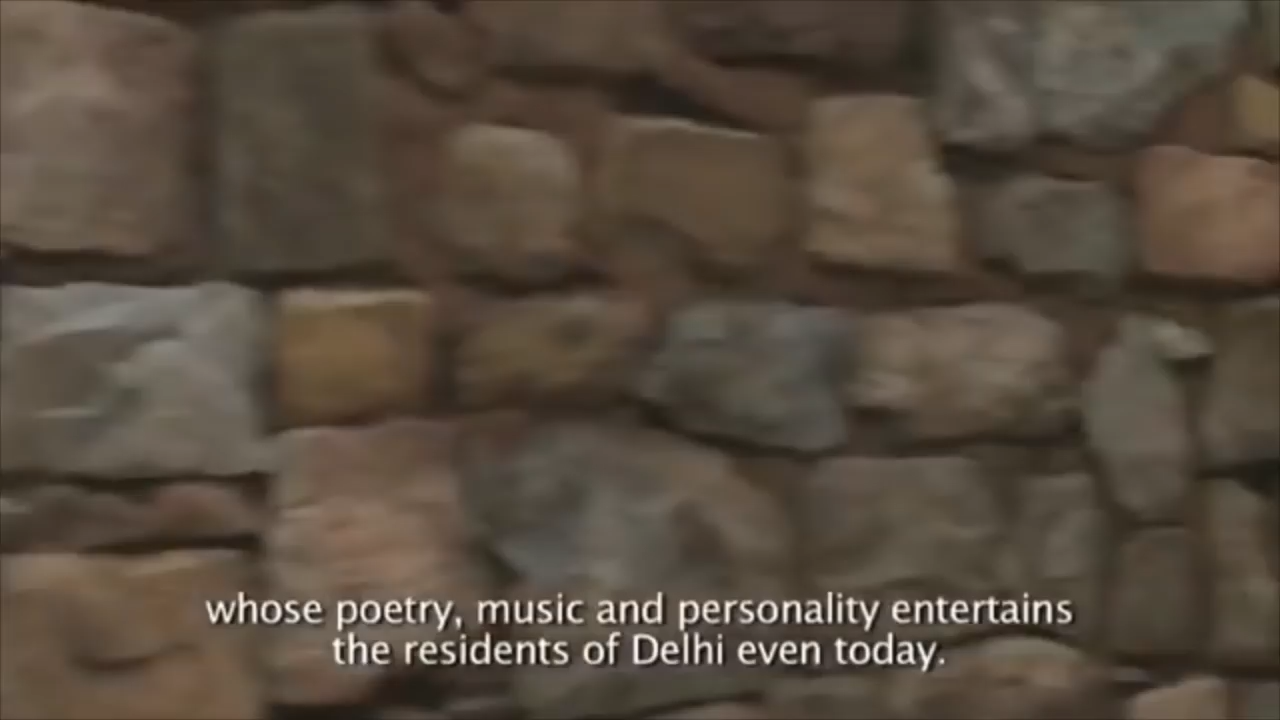 whose poetry, music and personality entertains
the residents of Delhi even today.